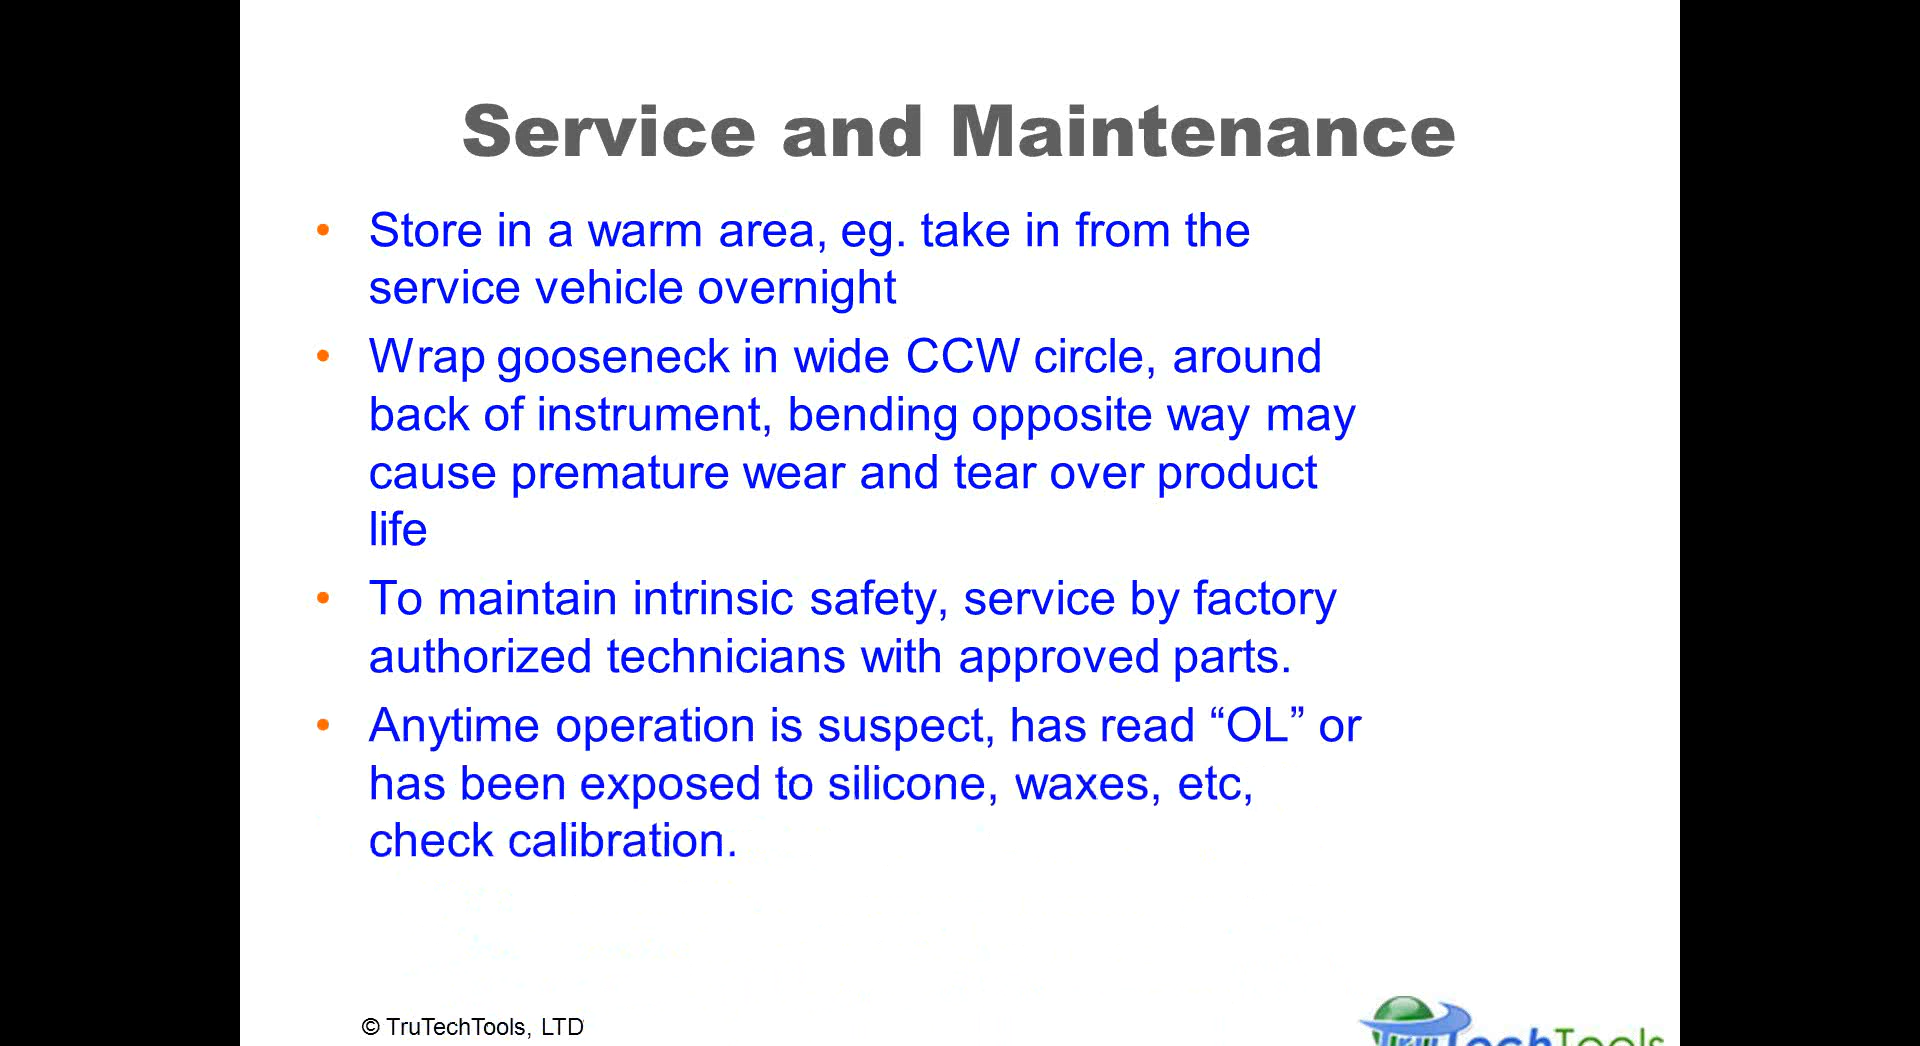 Service and Maintenance
• Store in a warm area, eg. take in from the
service vehicle overnight
• Wrap gooseneck in wide CCW circle, around
back of instrument, bending opposite way may
cause premature wear and tear over product
life
• To maintain intrinsic safety, service by factory
authorized technicians with approved parts.
• Anytime operation is suspect, has read “OL” or
has been exposed to silicone, waxes, etc,
check calibration.
© TruTechTools, LTD
TechTools